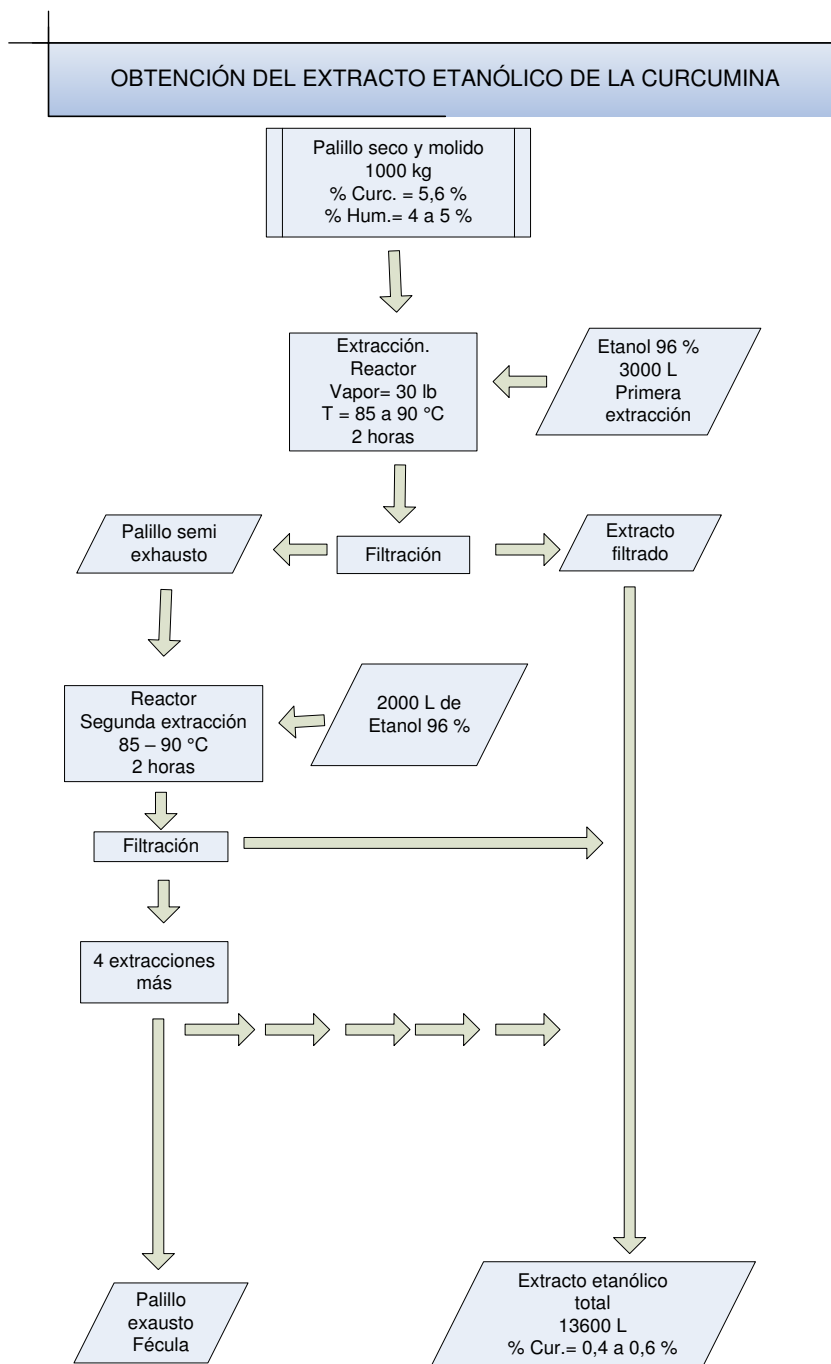 OBTENCIÓN DEL EXTRACTO ETANÓLICO DE LA CURCUMINA
Palillo seco y molido
1000 kg
% Curc. = 5,6 %
% Hum.= 4 a 5 %
Extracción.
Reactor
Vapor= 30 lb
T = 85 a 90 °C
2 horas
Etanol 96 %
3000 L
Primera
extracción
Palillo semi
exhausto
Filtración
Extracto
filtrado
Reactor
Segunda extracción
85 – 90 °C
2 horas
2000 L de
Etanol 96 %
Filtración
4 extracciones
más
Palillo
exausto
Fécula
Extracto etanólico
total
13600 L
% Cur.= 0,4 a 0,6 %